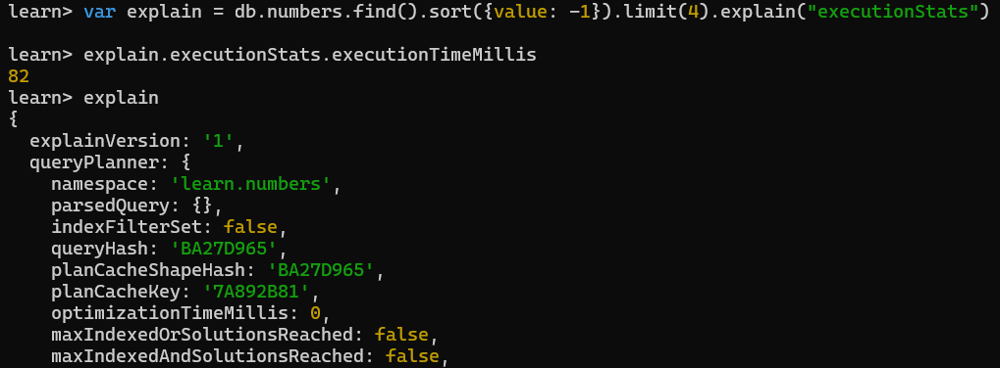 learn> var explain = db.numbers.find().sort({value: -1}).limit(4).explain("executionStats")
learn> explain.executionStats.executionTimeMillis
82
learn> explain
{
  explainVersion: '1',
  queryPlanner: {
    namespace: 'learn.numbers',
    parsedQuery: {},
    indexFilterSet: false,
    queryHash: 'BA27D965',
    planCacheShapeHash: 'BA27D965',
    planCacheKey: '7A892B81',
    optimizationTimeMillis: 0,
    maxIndexedOrSolutionsReached: false,
    maxIndexedAndSolutionsReached: false,